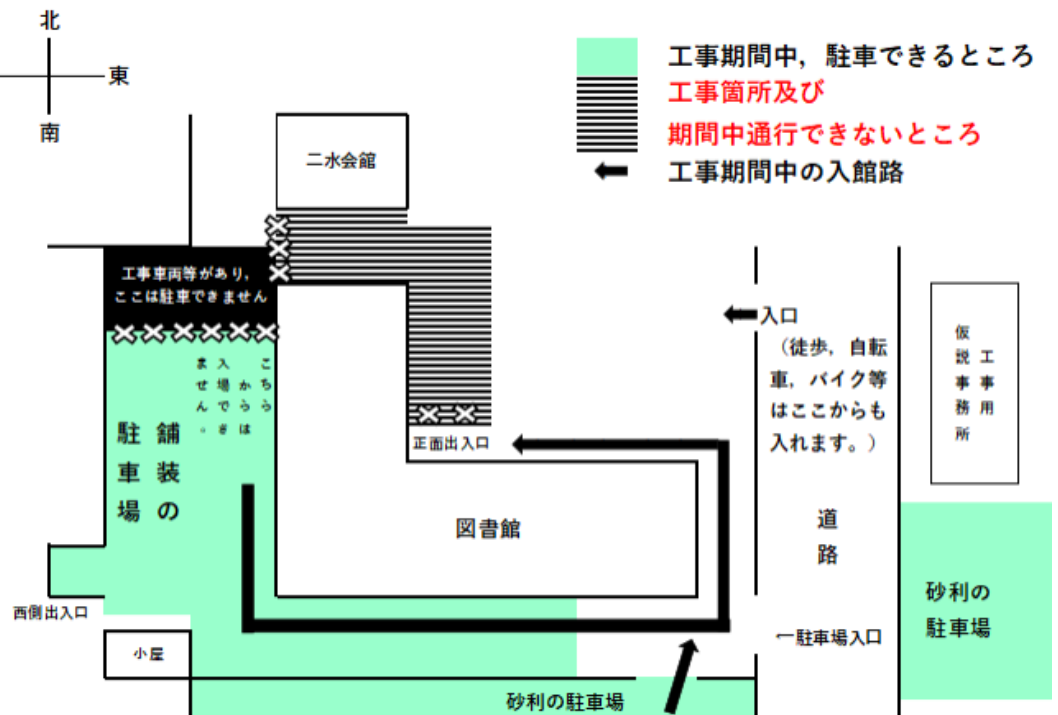 北
東
南
工事期間中，駐車できるところ
工事箇所及び
期間中通行できないところ
工事期間中の入館路
二水会館
工事車両等があり，
ここは駐車できません
こちら
からは
入場でき
ません。
舗装の
駐車場
正面出入口
入口
（徒歩，自転
車，バイク等
はここからも
入れます。）
工事用
仮設事務所
図書館
道
路
砂利の
駐車場
西側出入口
小屋
←駐車場入口
砂利の駐車場